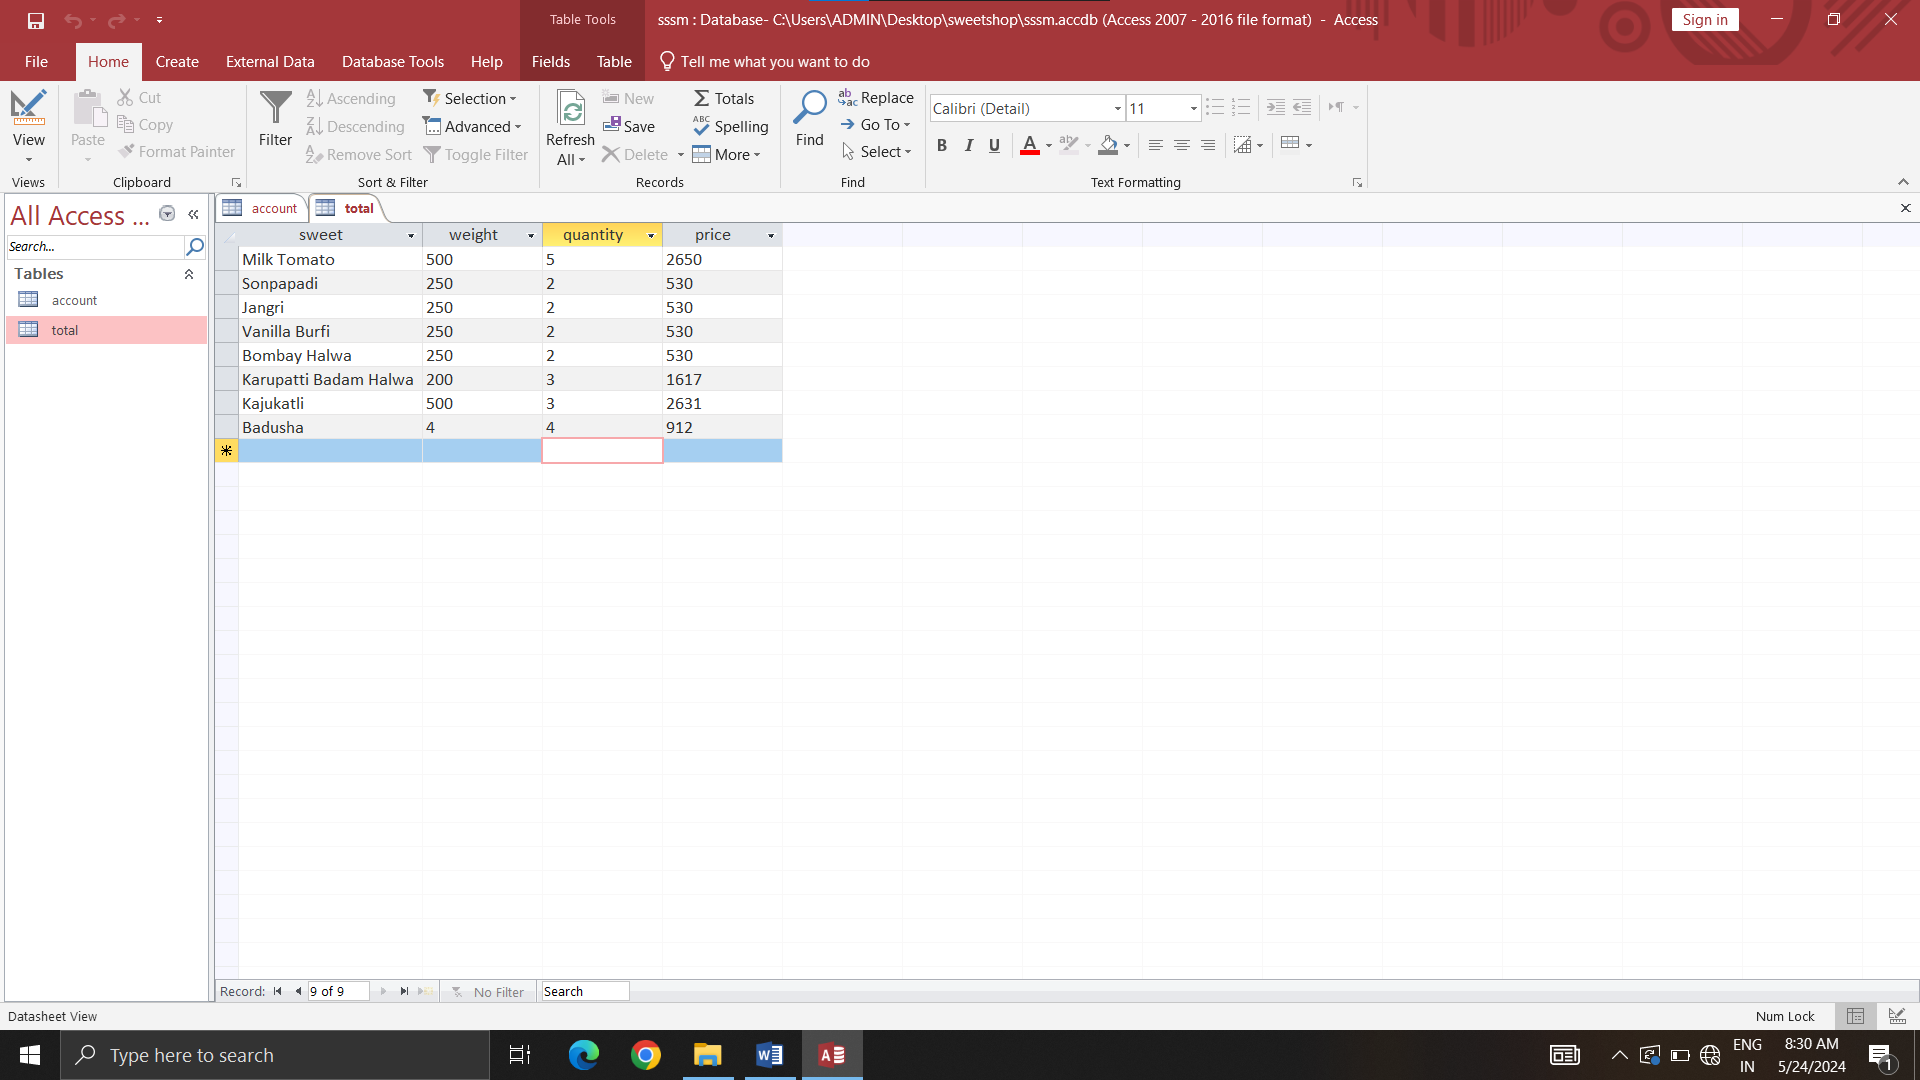 Table Tools
sssm : Database- C:\Users\ADMIN\Desktop\sweetshop\sssm.accdb (Access 2007 - 2016 file format) - Access
Sign in
File Home Create External Data Database Tools Help Fields Table Tell me what you want to do
View
Views
Paste
Cut
Copy
Format Painter
Clipboard
Filter
Ascending
Descending
Remove Sort
Selection
Advanced
Toggle Filter
Sort & Filter
Refresh
All
New
Save
Delete
Totals
Spelling
More
Records
Find
Replace
Go To
Select
Find
Calibri (Detail) 11
B I U A
Text Formatting
All Access ...
Search...
Tables
account
total
account total
sweet weight quantity price
Milk Tomato 500 5 2650
Sonpapadi 250 2 530
Jangri 250 2 530
Vanilla Burfi 250 2 530
Bombay Halwa 250 2 530
Karupatti Badam Halwa 200 3 1617
Kajukatli 500 3 2631
Badusha 4 4 912
Record: 9 of 9 No Filter Search
Datasheet View Num Lock
Type here to search
ENG
IN
8:30 AM
5/24/2024
1